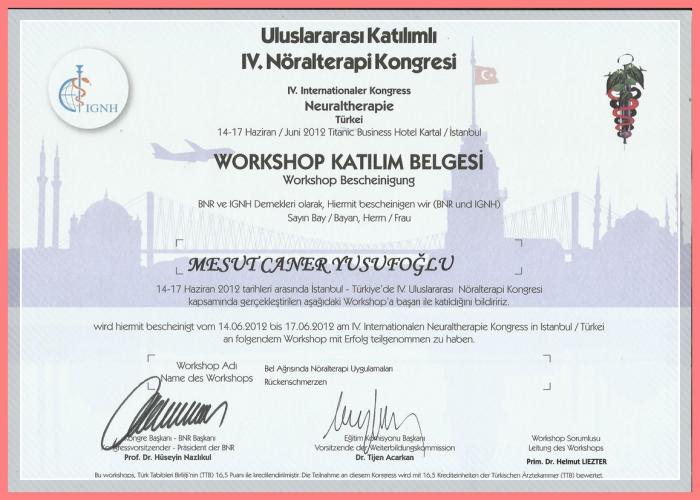 Uluslararası Katılımlı
IV. Nöralterapi Kongresi
IV. Internationaler Kongress
Neuraltherapie
Türkei
14-17 Haziran / Juni 2012 Titanic Business Hotel Kartal / İstanbul
IGNH
WORKSHOP KATILIM BELGESİ
Workshop Bescheinigung
BNR ve IGNH Dernekleri olarak, Hiermit bescheinigen wir (BNR und IGNH)
Sayın Bay / Bayan, Herrn / Frau
MESUT CANER YUSUFOĞLU
14-17 Haziran 2012 tarihleri arasında İstanbul - Türkiye'de IV. Uluslararası Nöralterapi Kongresi
kapsamında gerçekleştirilen aşağıdaki Workshop'a başarı ile katıldığını bildiririz.
wird hiermit bescheinigt vom 14.06.2012 bis 17.06.2012 am IV. Internationalen Neuraltherapie Kongress in Istanbul / Türkei
an folgendem Workshop mit Erfolg teilgenommen zu haben.
Workshop Adı
Name des Workshops
Bel Ağrısında Nöralterapi Uygulamaları
Rückenschmerzen
Kongre Başkanı - BNR Başkanı
Kongressvorsitzender - Präsident der BNR
Prof. Dr. Hüseyin Nazlıkul
Eğitim Komisyonu Başkanı
Vorsitzende der Weiterbildungskommission
Dr. Tijen Acarkan
Workshop Sorumlusu
Leitung des Workshops
Prim. Dr. Helmut LIEZTER
Bu workshops, Türk Tabibleri Birliği'nin (TTB) 16,5 Puanı ile kredilendirilmiştir. Die Teilnahme an diesem Kongress wird mit 16,5 Krediteinheiten der Türkischen Ärztekammer (TTB) bewertet.